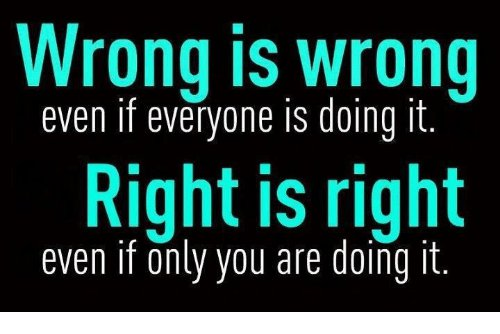 Wrong is wrong
even if everyone is doing it.
Right is right
even if only you are doing it.